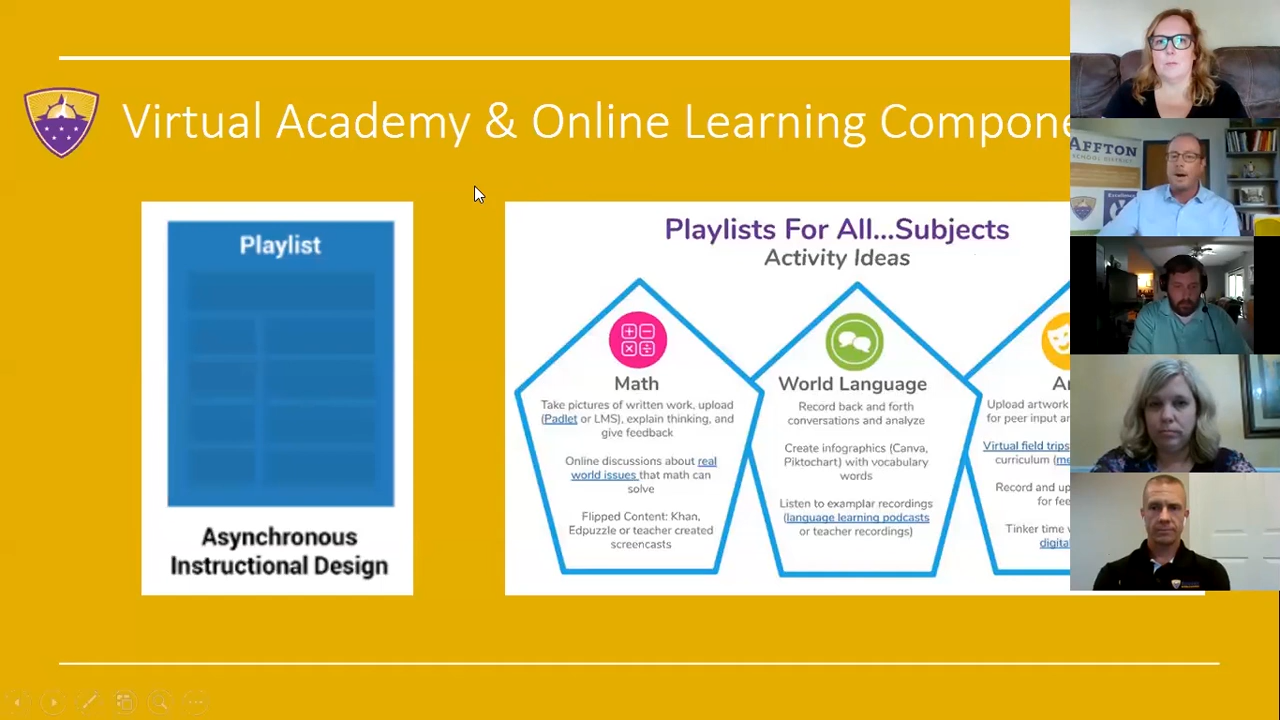 Virtual Academy & Online Learning Compone
Playlist
Asynchronous
Instructional Design
Playlists For All...Subjects
Activity Ideas
Math
Take pictures of written work, upload
(Padlet or LMS), explain thinking, and
give feedback
Online discussions about real
world issues that math can
solve
Flipped Content: Khan,
Edpuzzle or teacher created
screencasts
World Language
Record back and forth
conversations and analyze
Create infographics (Canva,
Piktochart) with vocabulary
words
Listen to examplar recordings
(language learning podcasts
or teacher recordings)
Ar
Upload artwork
for peer input a
Virtual field trips
curriculum (me
Record and up
for fee
Tinker time
digita
AFFTON
SCHOOL DISTRICT